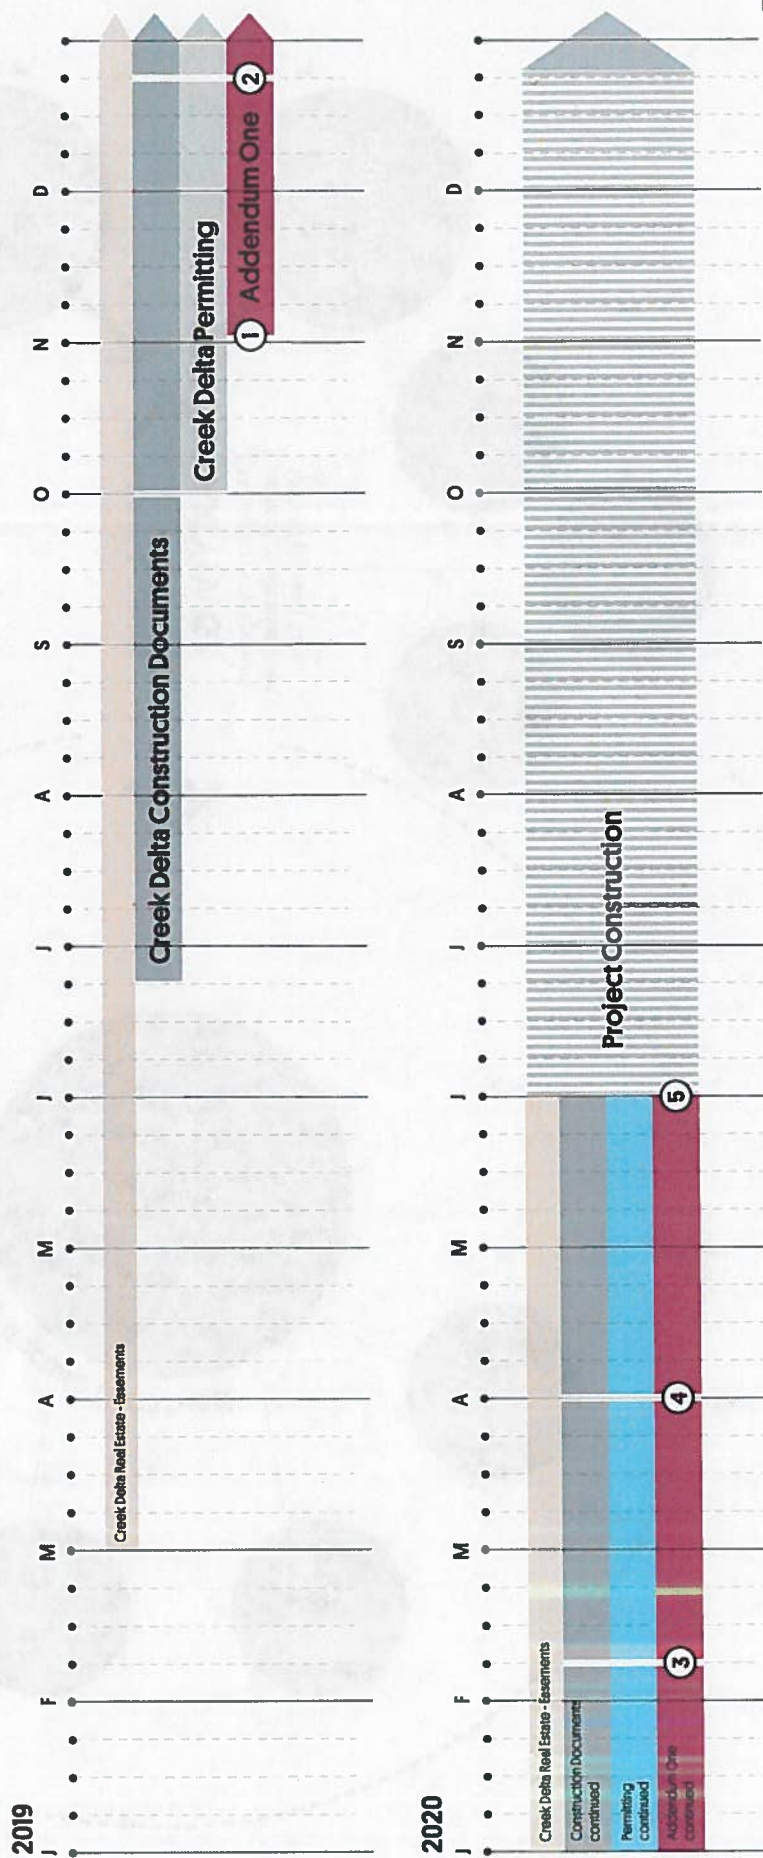 2019
J F M A M J J A S O N D
Creek Delta Real Estate - Easements
Creek Delta Construction Documents
Creek Delta Permitting
1 Addendum One 2
2020
J F M A M J J A S O N D
Creek Delta Real Estate - Easements
Construction Documents
continued
Permitting
continued
Addendum One
continued
3
4
5
Project Construction